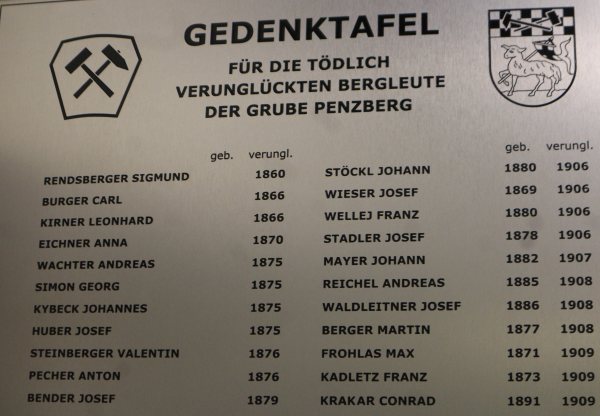 GEDENKTAFEL
FÜR DIE TÖDLICH
VERUNGLÜCKTEN BERGLEUTE
DER GRUBE PENZBERG
geb. verungl.
RENDSBERGER SIGMUND 1860
BURGER CARL 1866
KIRNER LEONHARD 1866
EICHNER ANNA 1870
WACHTER ANDREAS 1875
SIMON GEORG 1875
KYBECK JOHANNES 1875
HUBER JOSEF 1875
STEINBERGER VALENTIN 1876
PECHER ANTON 1876
BENDER JOSEF 1879
geb. verungl.
STÖCKL JOHANN 1880 1906
WIESER JOSEF 1869 1906
WELLEJ FRANZ 1880 1906
STADLER JOSEF 1878 1906
MAYER JOHANN 1882 1907
REICHEL ANDREAS 1885 1908
WALDLEITNER JOSEF 1886 1908
BERGER MARTIN 1877 1908
FROHLAS MAX 1871 1909
KADLETZ FRANZ 1873 1909
KRAKAR CONRAD 1891 1909